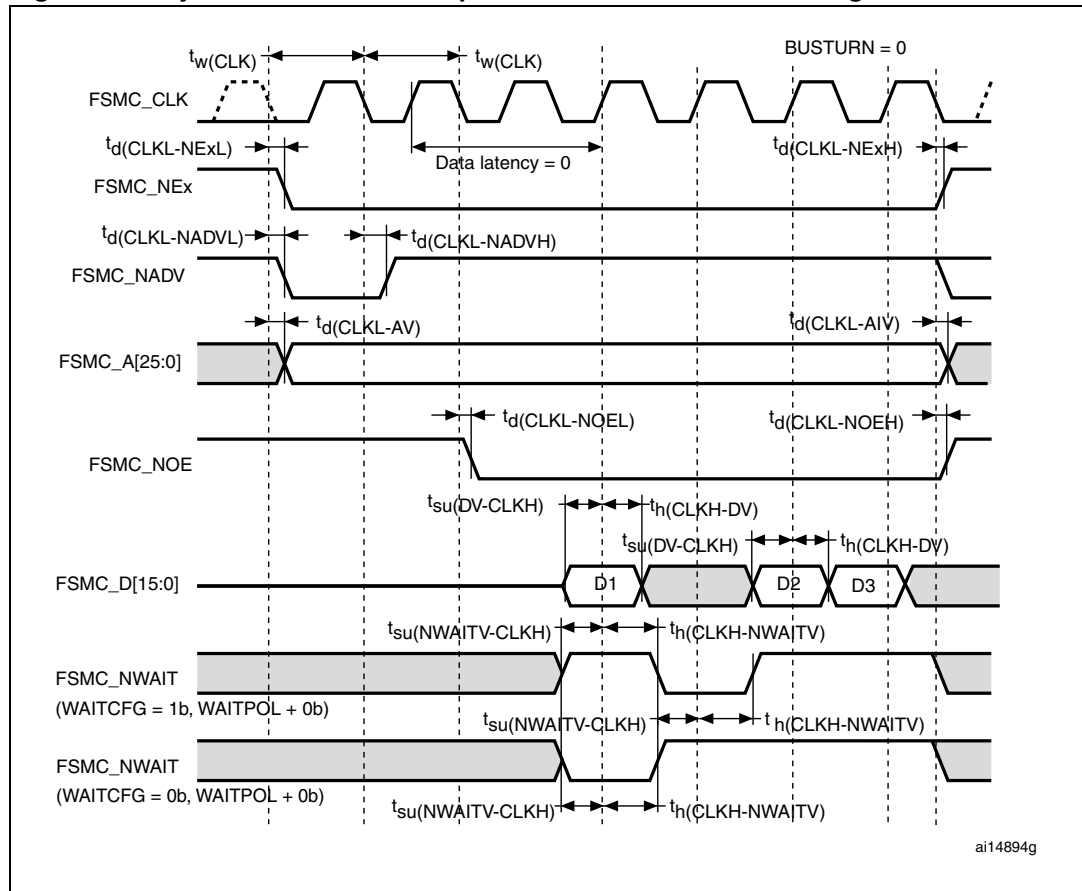 BUSTURN = 0
tw(CLK)
tw(CLK)
FSMC_CLK
td(CLKL-NExL)
Data latency = 0
td(CLKL-NExH)
FSMC_NEx
td(CLKL-NADVL)
td(CLKL-NADVH)
FSMC_NADV
td(CLKL-AV)
td(CLKL-AIV)
FSMC_A[25:0]
td(CLKL-NOEL)
td(CLKL-NOEH)
FSMC_NOE
tsu(DV-CLKH)
th(CLKH-DV)
tsu(DV-CLKH)
th(CLKH-DV)
FSMC_D[15:0]
D1
D2
D3
tsu(NWAITV-CLKH)
th(CLKH-NWAITV)
FSMC_NWAIT
(WAITCFG = 1b, WAITPOL + 0b)
tsu(NWAITV-CLKH)
th(CLKH-NWAITV)
FSMC_NWAIT
(WAITCFG = 0b, WAITPOL + 0b)
tsu(NWAITV-CLKH)
th(CLKH-NWAITV)
ai14894g